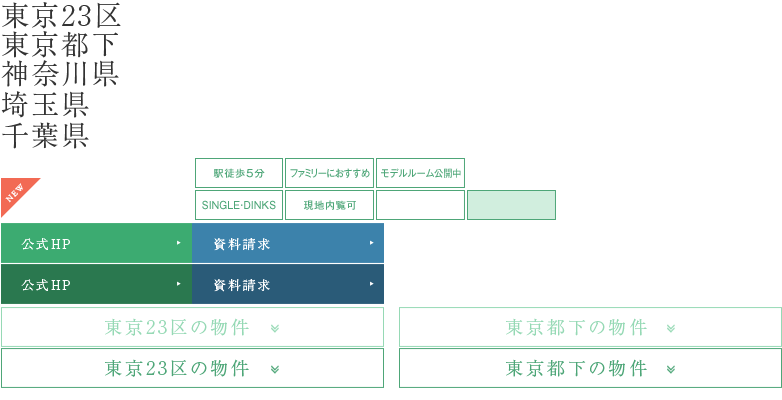 東京23区
東京都下
神奈川県
埼玉県
千葉県
駅徒歩5分 ファミリーにおすすめ モデルルーム公開中
NEW
SINGLE・DINKS 現地内覧可
公式HP 資料請求
公式HP 資料請求
東京23区の物件 東京都下の物件
東京23区の物件 東京都下の物件